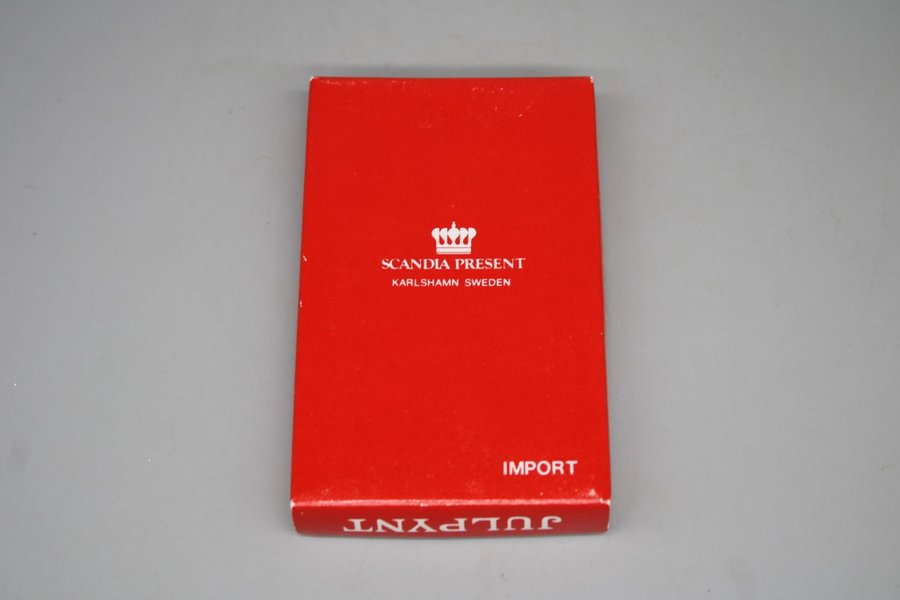 SCANDIA PRESENT
KARLSHAMN SWEDEN
IMPORT
JULPYNT